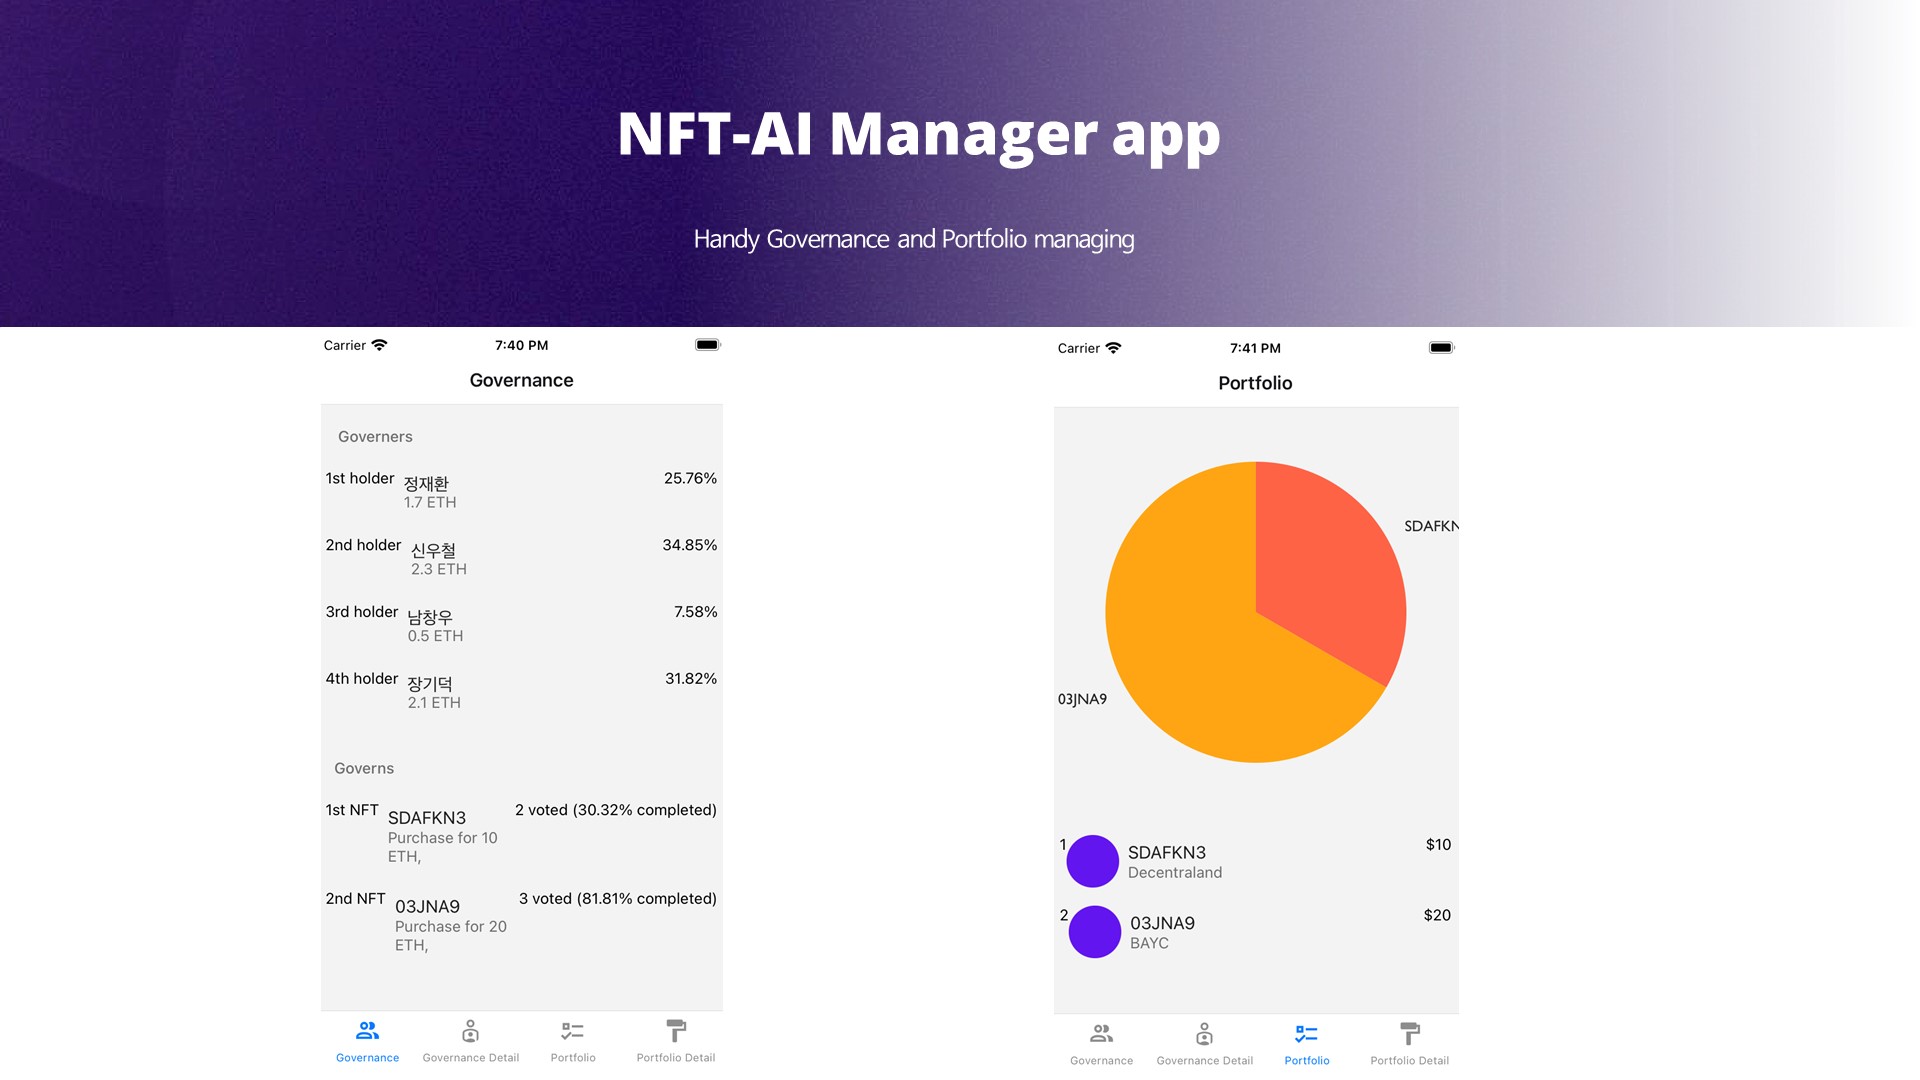 NFT-AI Manager app
Handy Governance and Portfolio managing
Carrier 7:40 PM
Governance
Governers
1st holder 정재환 25.76%
1.7 ETH
2nd holder 신우철 34.85%
2.3 ETH
3rd holder 남창우 7.58%
0.5 ETH
4th holder 장기덕 31.82%
2.1 ETH
Governs
1st NFT SDAFKN3 2 voted (30.32% completed)
Purchase for 10
ETH,
2nd NFT 03JNA9 3 voted (81.81% completed)
Purchase for 20
ETH,
Governance Governance Detail Portfolio Portfolio Detail
Carrier 7:41 PM
Portfolio
SDAFKN
03JNA9
1 SDAFKN3 $10
Decentraland
2 03JNA9 $20
BAYC
Governance Governance Detail Portfolio Portfolio Detail